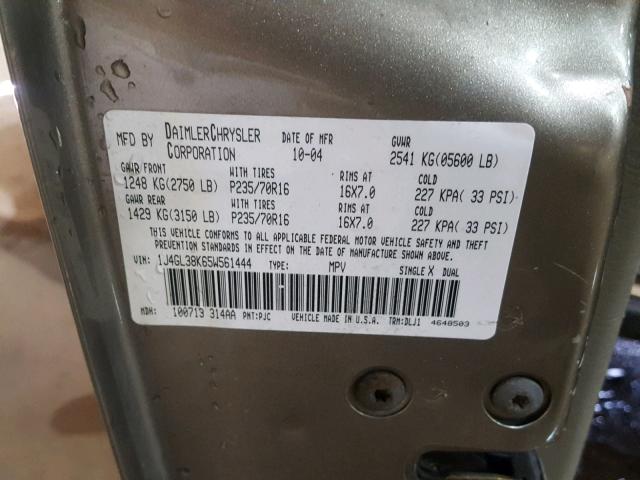 MFD BY DAIMLERCHRYSLER CORPORATION DATE OF MFR 10-04 GVWR 2541 KG(05600 LB)
GAWR FRONT WITH TIRES RIMS AT COLD
1248 KG(2750 LB) P235/70R16 16X7.0 227 KPA( 33 PSI)
GAWR REAR WITH TIRES RIMS AT COLD
1429 KG(3150 LB) P235/70R16 16X7.0 227 KPA( 33 PSI)
THIS VEHICLE CONFORMS TO ALL APPLICABLE FEDERAL MOTOR VEHICLE SAFETY AND THEFT
PREVENTION STANDARDS IN EFFECT ON THE DATE OF MANUFACTURE SHOWN ABOVE.
VIN: 1J4GL38K65W561444 TYPE: MPV SINGLE X DUAL
MDH: 100713 314AA PNT:PJC VEHICLE MADE IN U.S.A. TRM:DLJ1 4648503